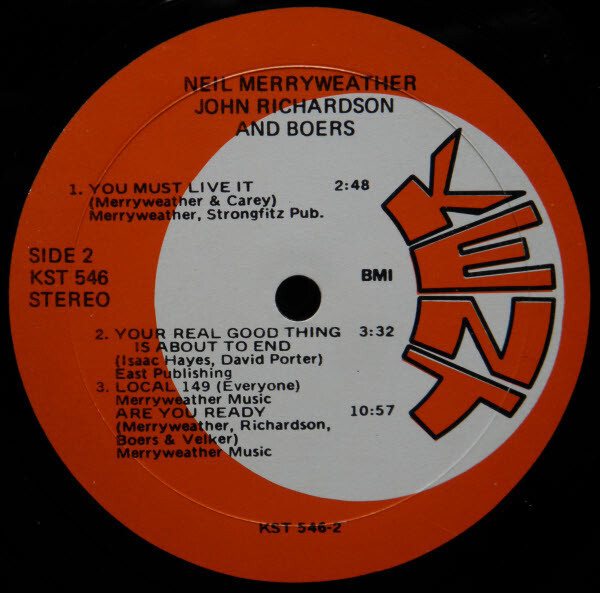 NEIL MERRYWEATHER
JOHN RICHARDSON
AND BOERS
1. YOU MUST LIVE IT 2:48
(Merryweather & Carey)
Merryweather, Strongfitz Pub.
SIDE 2
KST 546
STEREO
BMI
KENT
2. YOUR REAL GOOD THING 3:32
IS ABOUT TO END
(Isaac Hayes, David Porter)
East Publishing
3. LOCAL 149 (Everyone)
Merryweather Music
ARE YOU READY 10:57
(Merryweather, Richardson,
Boers & Velker)
Merryweather Music
KST 546-2